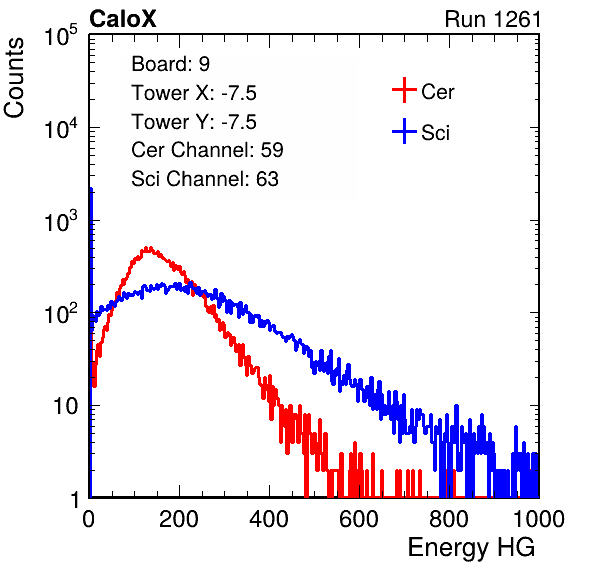 CaloX Run 1261
Counts
Board: 9
Tower X: -7.5
Tower Y: -7.5
Cer Channel: 59
Sci Channel: 63
Cer
Sci
10^5
10^4
10^3
10^2
10
1
0 200 400 600 800 1000
Energy HG